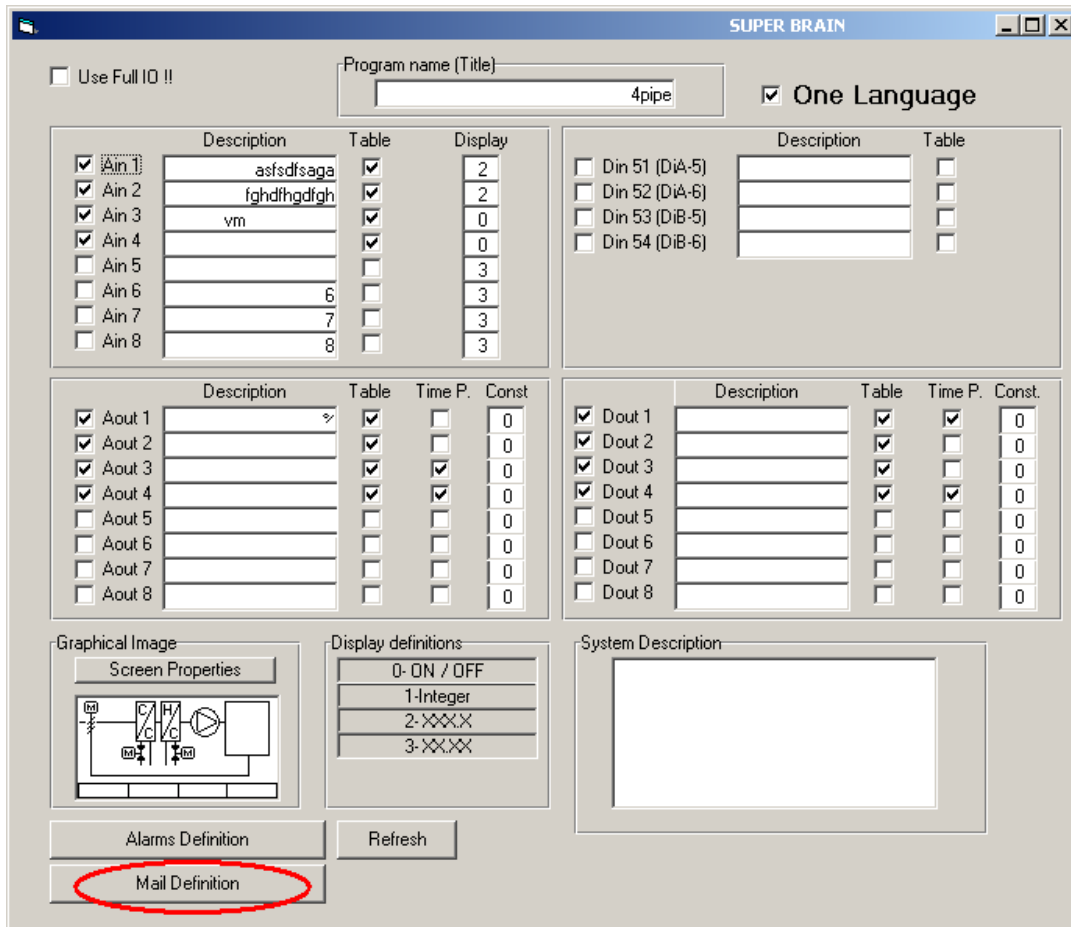 SUPER BRAIN
Use Full IO !!
Program name (Title)
4pipe
One Language
Description Table Display
Ain 1 asfsdfsaga 2
Ain 2 fghdfhgdfgh 2
Ain 3 vm 0
Ain 4 0
Ain 5 3
Ain 6 6 3
Ain 7 7 3
Ain 8 8 3
Description Table
Din 51 (DiA-5)
Din 52 (DiA-6)
Din 53 (DiB-5)
Din 54 (DiB-6)
Description Table Time P. Const
Aout 1 % 0
Aout 2 0
Aout 3 0
Aout 4 0
Aout 5 0
Aout 6 0
Aout 7 0
Aout 8 0
Description Table Time P. Const.
Dout 1 0
Dout 2 0
Dout 3 0
Dout 4 0
Dout 5 0
Dout 6 0
Dout 7 0
Dout 8 0
Graphical Image
Screen Properties
M C/C H/C
M M
Display definitions
0- ON / OFF
1-Integer
2- XXX.X
3- XX.XX
System Description
Alarms Definition
Refresh
Mail Definition